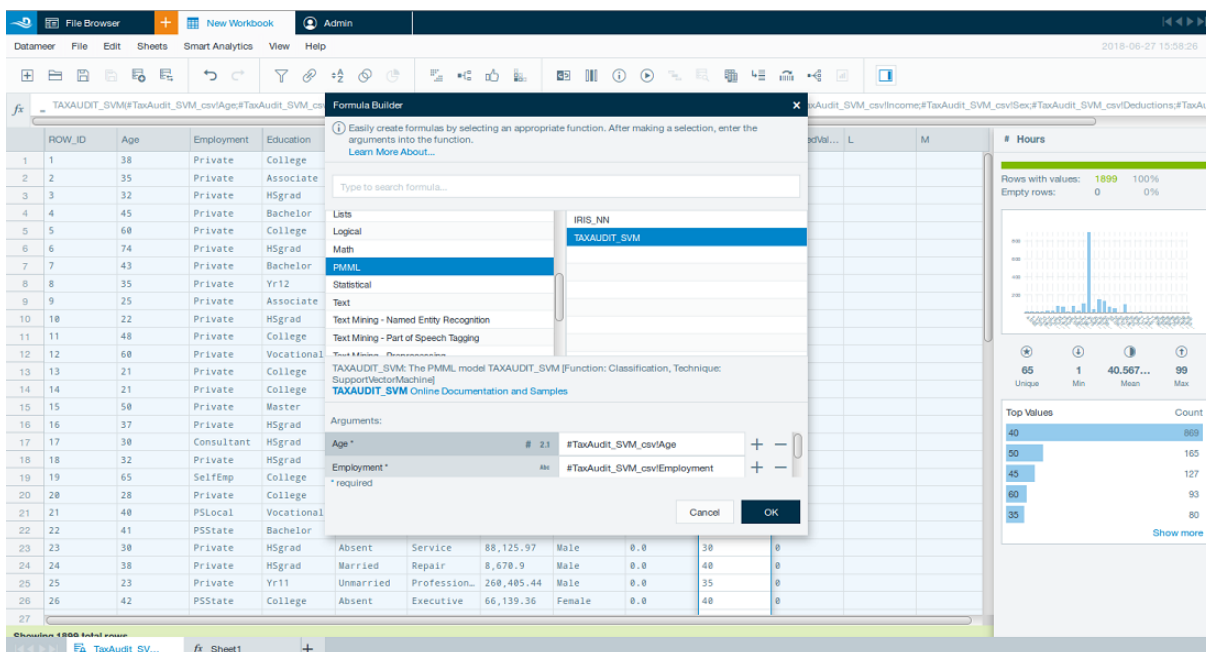 File Browser
New Workbook
Admin
Datameer File Edit Sheets Smart Analytics View Help
2018-06-27 15:58:26
fx _ TAXAUDIT_SVM(#TaxAudit_SVM_csv!Age;#TaxAudit_SVM_csv
xAudit_SVM_csv!Income;#TaxAudit_SVM_csv!Sex;#TaxAudit_SVM_csv!Deductions;#TaxAu
Formula Builder
Easily create formulas by selecting an appropriate function. After making a selection, enter the
arguments into the function.
Learn More About...
Type to search formula...
Lists
Logical
Math
PMML
Statistical
Text
Text Mining - Named Entity Recognition
Text Mining - Part of Speech Tagging
Text Mining - Preprocessing
IRIS_NN
TAXAUDIT_SVM
TAXAUDIT_SVM: The PMML model TAXAUDIT_SVM [Function: Classification, Technique:
SupportVectorMachine]
TAXAUDIT_SVM Online Documentation and Samples
Arguments:
Age * # 2.1 #TaxAudit_SVM_csv!Age
Employment * Abc #TaxAudit_SVM_csv!Employment
* required
Cancel OK
ROW_ID Age Employment Education edVal... L M
1 1 38 Private College
2 2 35 Private Associate
3 3 32 Private HSgrad
4 4 45 Private Bachelor
5 5 60 Private College
6 6 74 Private HSgrad
7 7 43 Private Bachelor
8 8 35 Private Yr12
9 9 25 Private Associate
10 10 22 Private HSgrad
11 11 48 Private College
12 12 60 Private Vocational
13 13 21 Private College
14 14 21 Private College
15 15 50 Private Master
16 16 37 Private HSgrad
17 17 30 Consultant HSgrad
18 18 32 Private HSgrad
19 19 65 SelfEmp College
20 20 28 Private College
21 21 40 PSLocal Vocational
22 22 41 PSState Bachelor
23 23 30 Private HSgrad Absent Service 88,125.97 Male 0.0 30 0
24 24 38 Private HSgrad Married Repair 8,670.9 Male 0.0 40 0
25 25 23 Private Yr11 Unmarried Profession... 260,405.44 Male 0.0 35 0
26 26 42 PSState College Absent Executive 66,139.36 Female 0.0 40 0
27
Showing 1899 total rows
TaxAudit_SV... fx Sheet1 +
# Hours
Rows with values: 1899 100%
Empty rows: 0 0%
65 1 40.567... 99
Unique Min Mean Max
Top Values Count
40 869
50 165
45 127
60 93
35 80
Show more